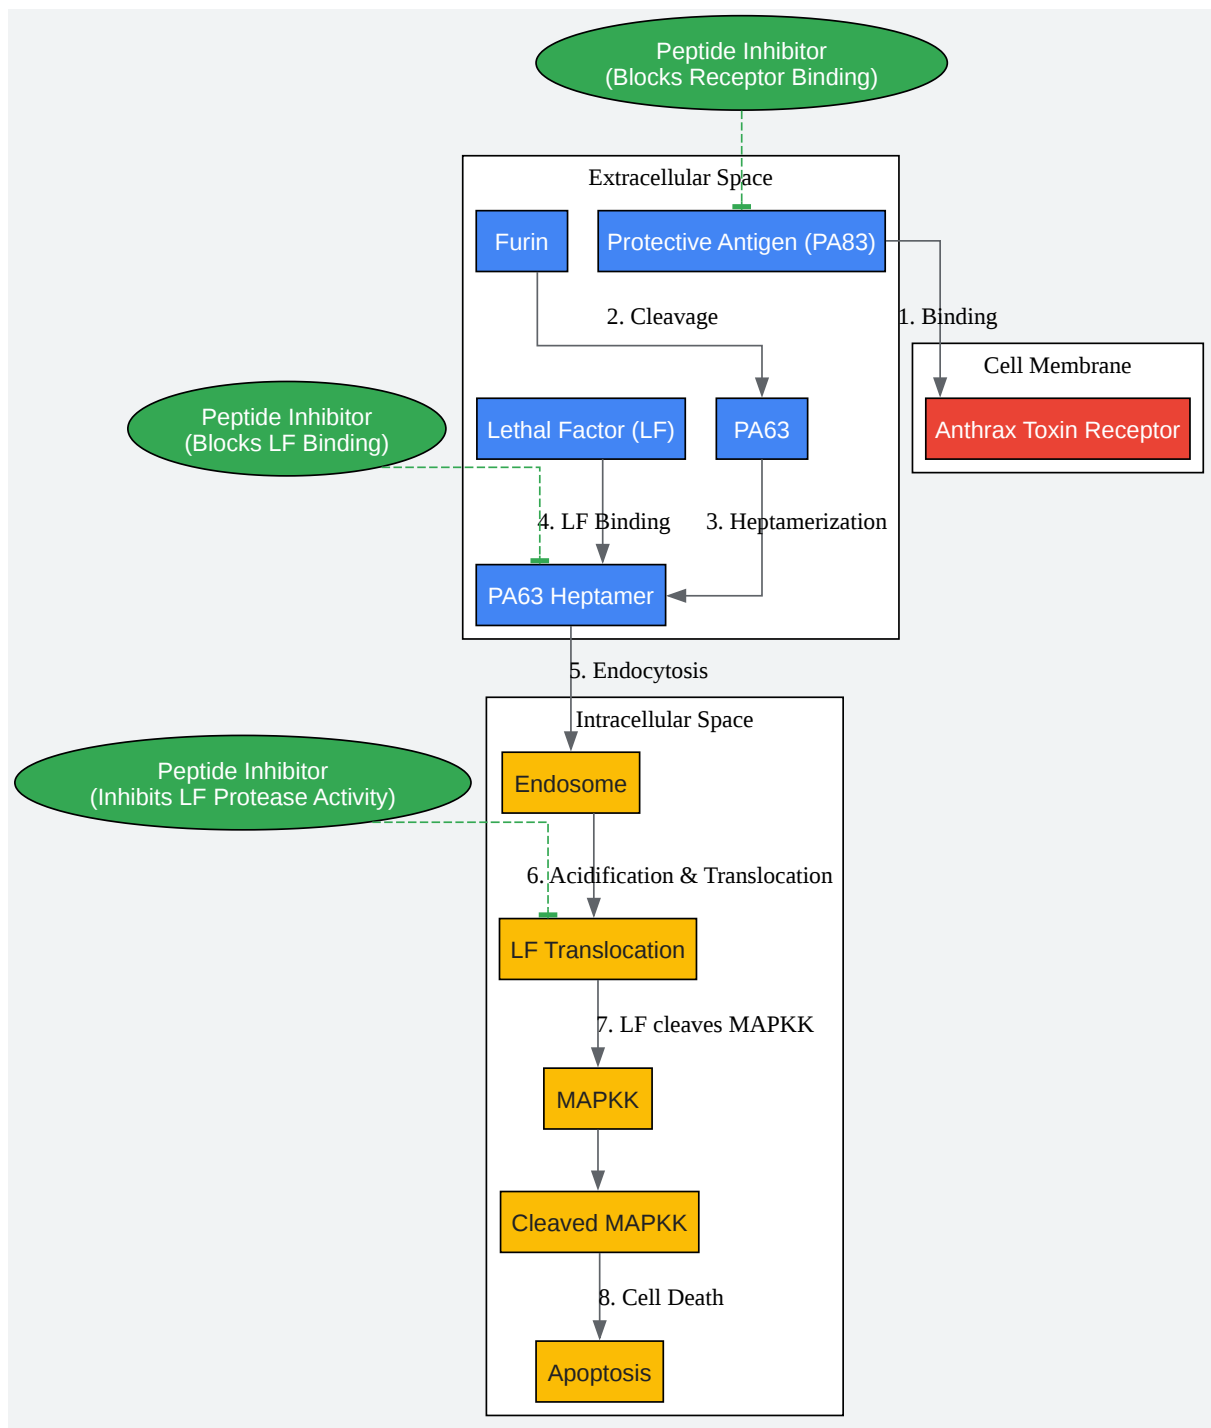 Peptide Inhibitor
(Blocks Receptor Binding)
Extracellular Space
Furin
Protective Antigen (PA83)
2. Cleavage
1. Binding
Cell Membrane
Peptide Inhibitor
(Blocks LF Binding)
Lethal Factor (LF)
PA63
Anthrax Toxin Receptor
4. LF Binding
3. Heptamerization
PA63 Heptamer
5. Endocytosis
Intracellular Space
Peptide Inhibitor
(Inhibits LF Protease Activity)
Endosome
6. Acidification & Translocation
LF Translocation
7. LF cleaves MAPKK
MAPKK
Cleaved MAPKK
8. Cell Death
Apoptosis